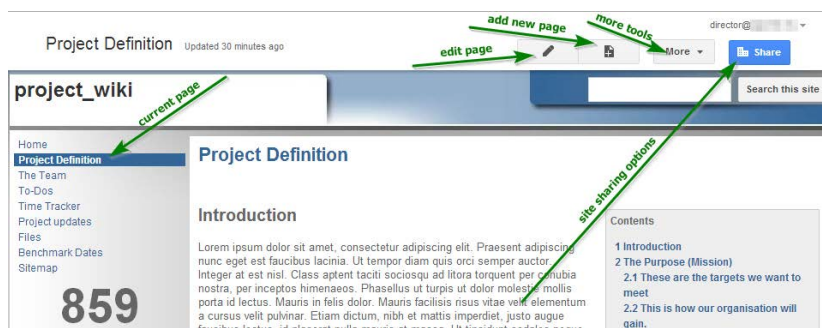 add new page
more tools
director@
Project Definition Updated 30 minutes ago
edit page
More
Share
project_wiki
current page
Search this site
Home
Project Definition
The Team
To-Dos
Time Tracker
Project updates
Files
Benchmark Dates
Sitemap
859
Project Definition
Introduction
Lorem ipsum dolor sit amet, consectetur adipiscing elit. Praesent adipiscing
nunc eget est faucibus lacinia. Ut tempor diam quis orci semper auctor.
Integer at est nisl. Class aptent taciti sociosqu ad litora torquent per conubia
nostra, per inceptos himenaeos. Phasellus ut turpis ut dolor molestie mollis
porta id lectus. Mauris in felis dolor. Mauris facilisis risus vitae velit elementum
a cursus velit pulvinar. Etiam dictum, nibh et mattis imperdiet, justo augue
site sharing options
Contents
1 Introduction
2 The Purpose (Mission)
2.1 These are the targets we want to
meet
2.2 This is how our organisation will
gain.